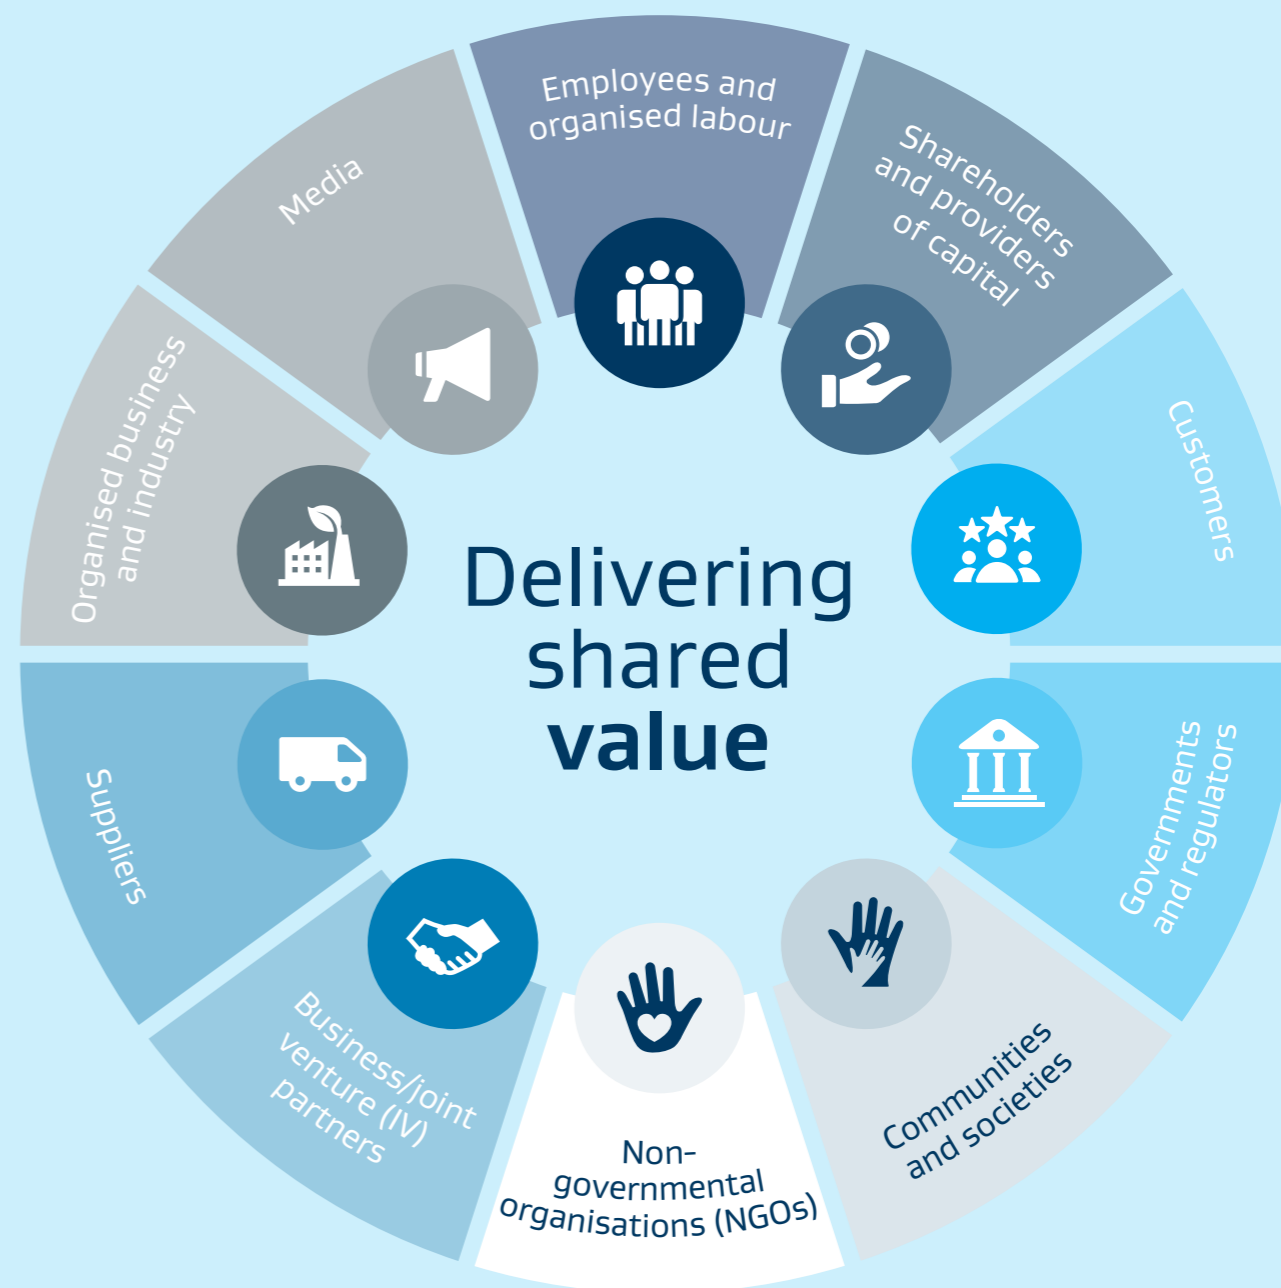 Employees and
organised labour
Shareholders
and providers
of capital
Customers
Governments
and regulators
Communities
and societies
Non-
governmental
organisations (NGOs)
Business/joint
venture (IV)
partners
Suppliers
Organised business
and industry
Media
Delivering
shared
value